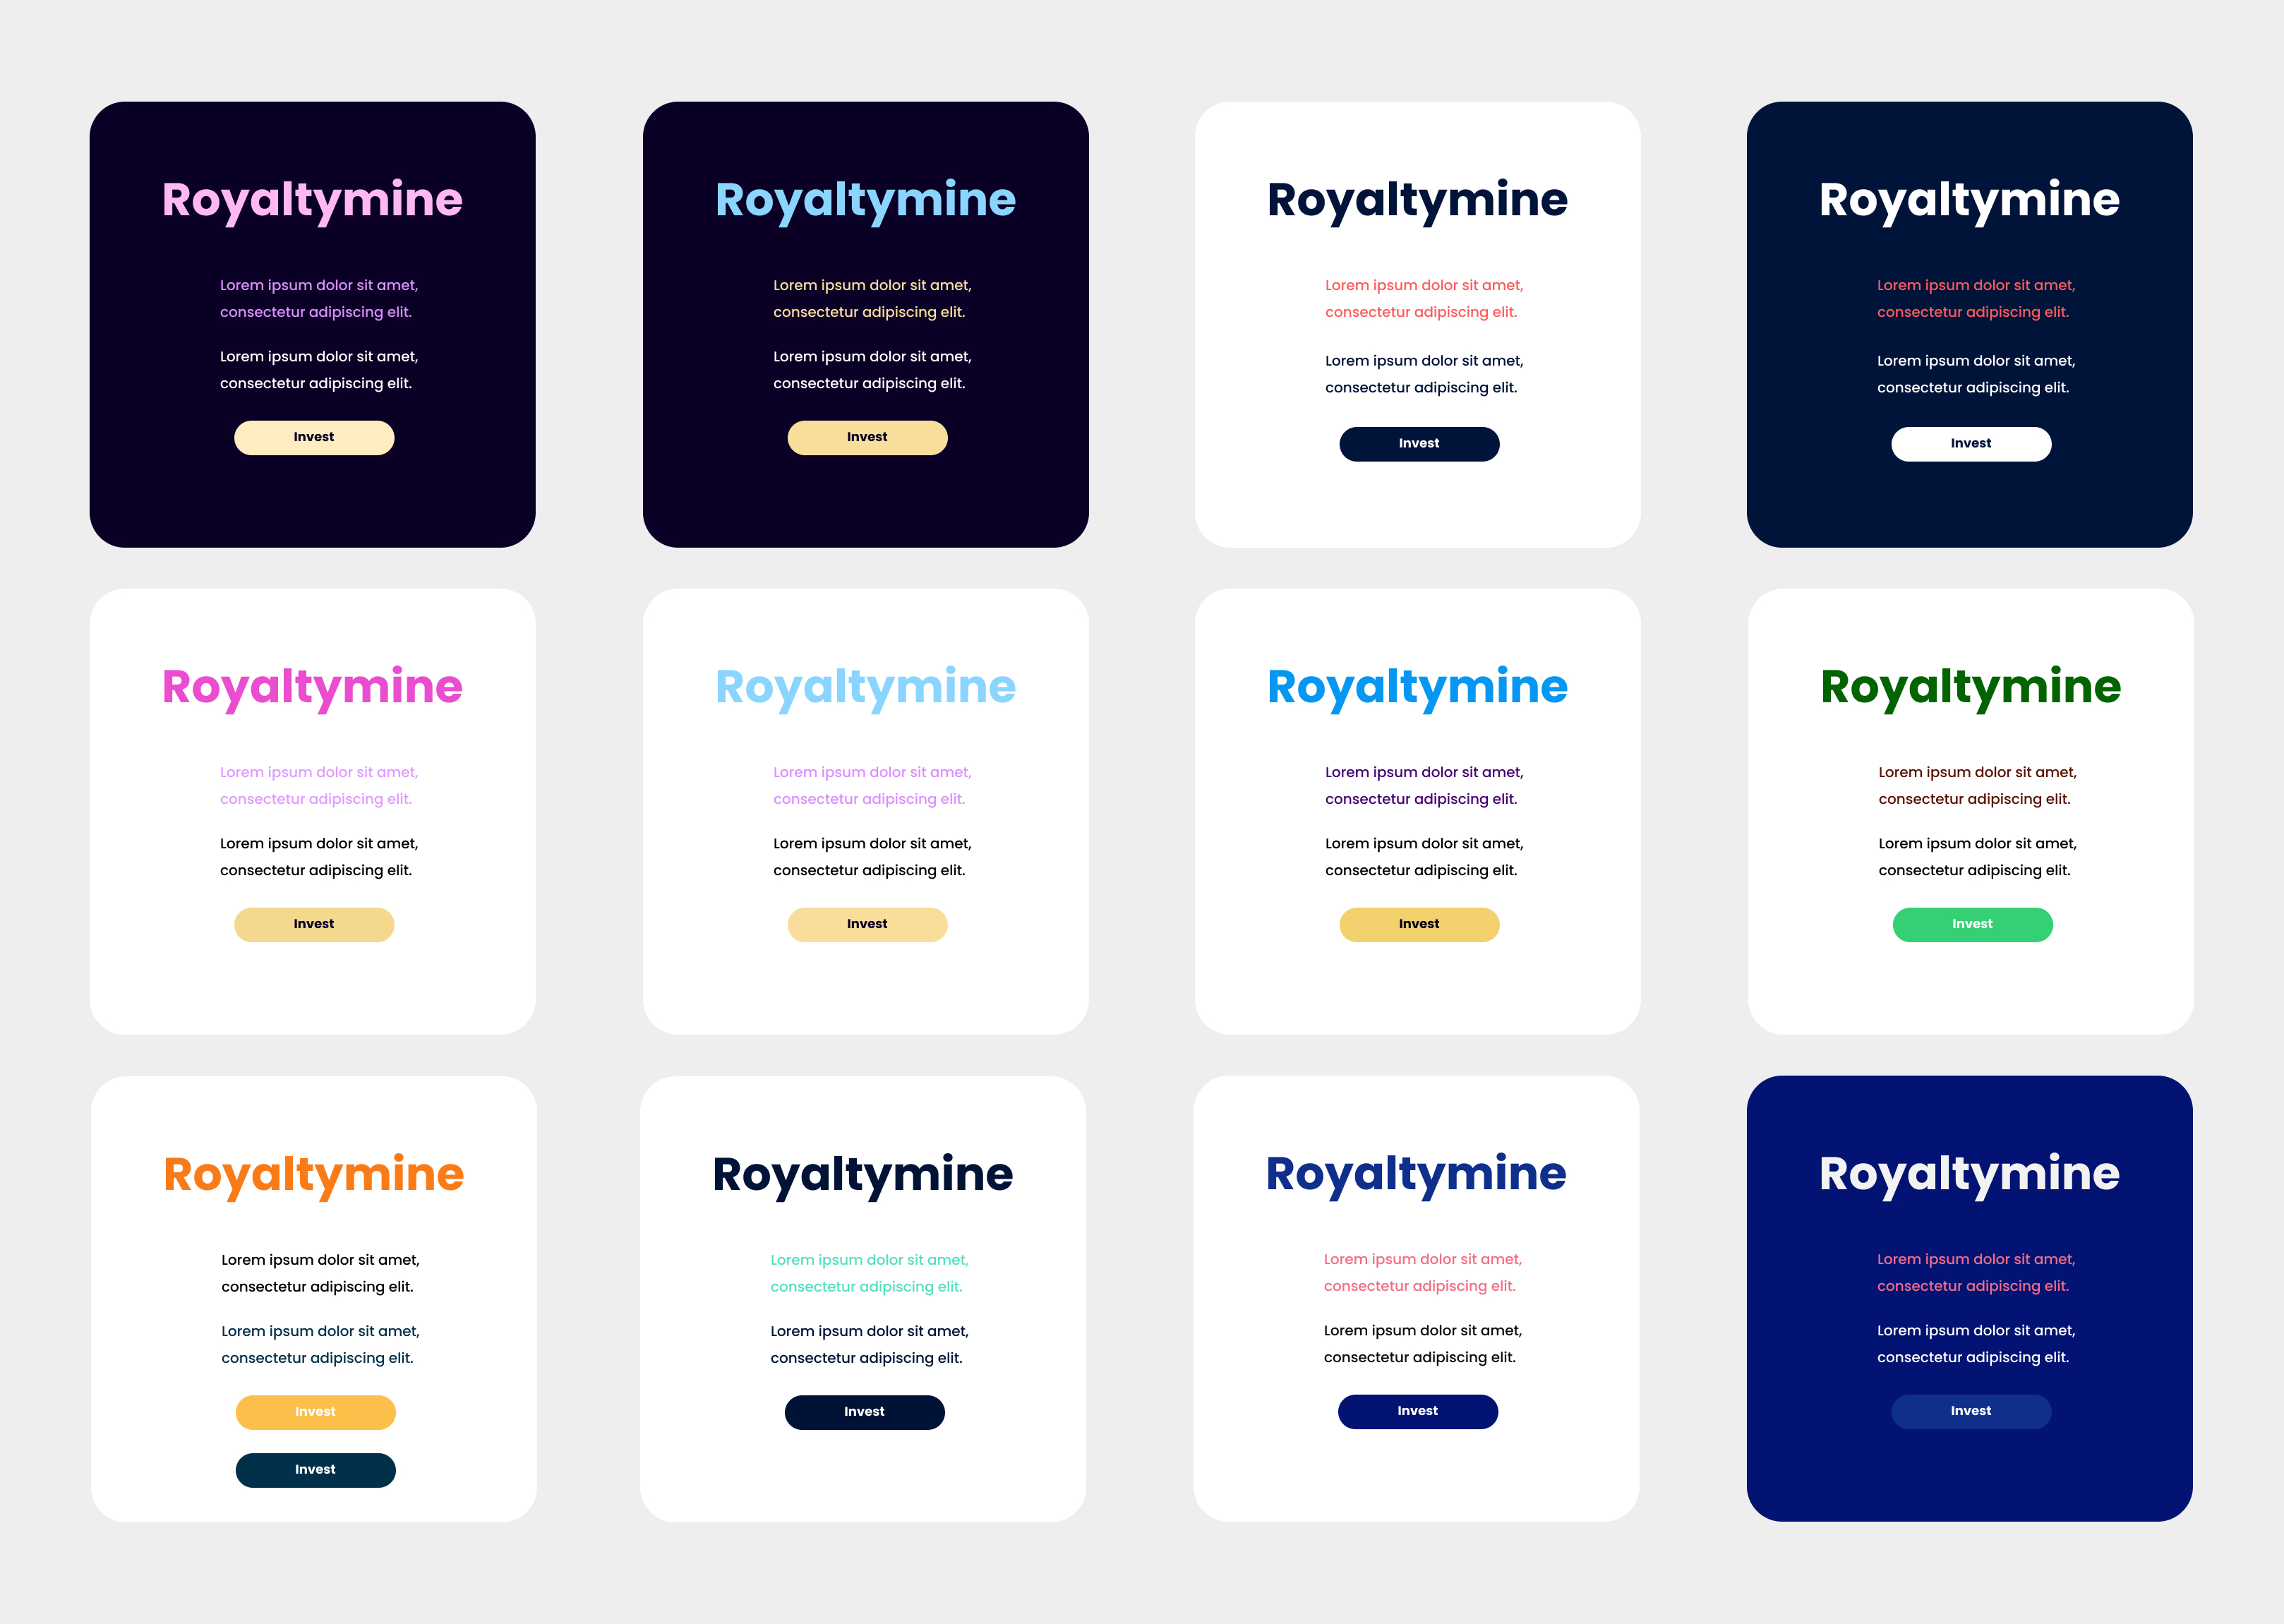 Royaltymine
Lorem ipsum dolor sit amet,
consectetur adipiscing elit.
Lorem ipsum dolor sit amet,
consectetur adipiscing elit.
Invest
Royaltymine
Lorem ipsum dolor sit amet,
consectetur adipiscing elit.
Lorem ipsum dolor sit amet,
consectetur adipiscing elit.
Invest
Royaltymine
Lorem ipsum dolor sit amet,
consectetur adipiscing elit.
Lorem ipsum dolor sit amet,
consectetur adipiscing elit.
Invest
Royaltymine
Lorem ipsum dolor sit amet,
consectetur adipiscing elit.
Lorem ipsum dolor sit amet,
consectetur adipiscing elit.
Invest
Royaltymine
Lorem ipsum dolor sit amet,
consectetur adipiscing elit.
Lorem ipsum dolor sit amet,
consectetur adipiscing elit.
Invest
Royaltymine
Lorem ipsum dolor sit amet,
consectetur adipiscing elit.
Lorem ipsum dolor sit amet,
consectetur adipiscing elit.
Invest
Royaltymine
Lorem ipsum dolor sit amet,
consectetur adipiscing elit.
Lorem ipsum dolor sit amet,
consectetur adipiscing elit.
Invest
Royaltymine
Lorem ipsum dolor sit amet,
consectetur adipiscing elit.
Lorem ipsum dolor sit amet,
consectetur adipiscing elit.
Invest
Royaltymine
Lorem ipsum dolor sit amet,
consectetur adipiscing elit.
Lorem ipsum dolor sit amet,
consectetur adipiscing elit.
Invest
Invest
Royaltymine
Lorem ipsum dolor sit amet,
consectetur adipiscing elit.
Lorem ipsum dolor sit amet,
consectetur adipiscing elit.
Invest
Royaltymine
Lorem ipsum dolor sit amet,
consectetur adipiscing elit.
Lorem ipsum dolor sit amet,
consectetur adipiscing elit.
Invest
Royaltymine
Lorem ipsum dolor sit amet,
consectetur adipiscing elit.
Lorem ipsum dolor sit amet,
consectetur adipiscing elit.
Invest